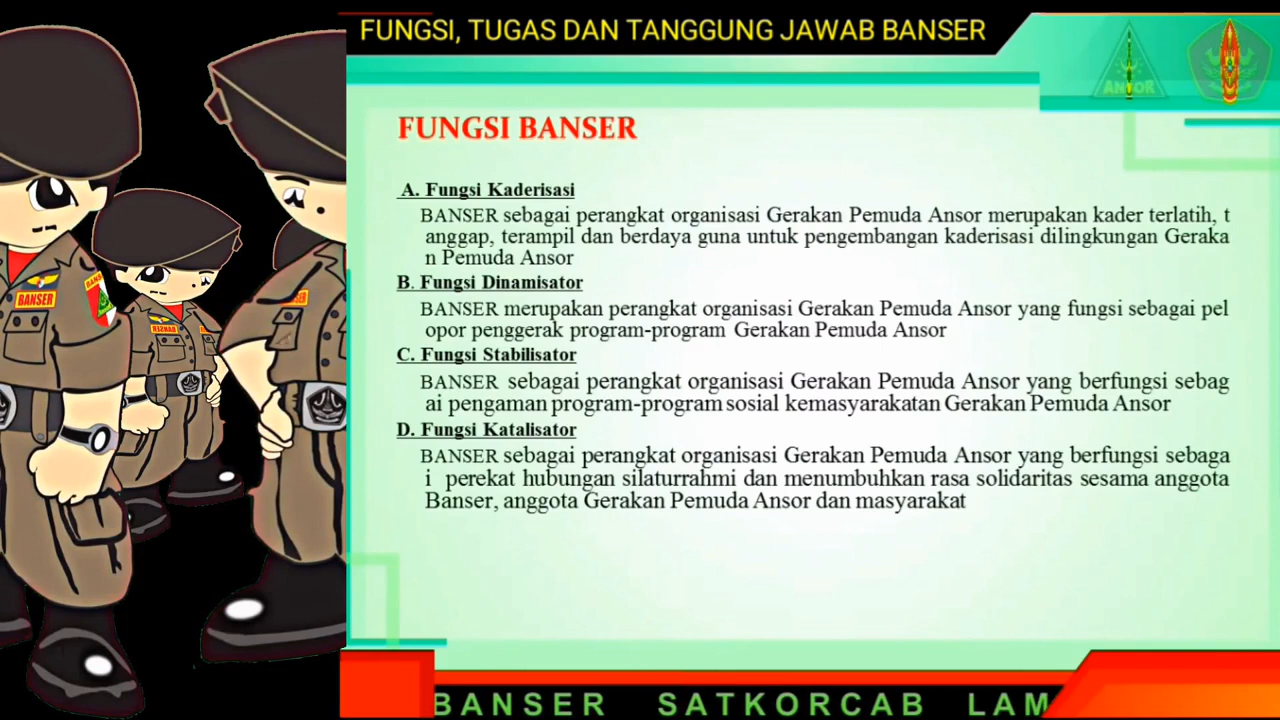 FUNGSI, TUGAS DAN TANGGUNG JAWAB BANSER
ANSOR
FUNGSI BANSER
A. Fungsi Kaderisasi
BANSER sebagai perangkat organisasi Gerakan Pemuda Ansor merupakan kader terlatih, t
anggap, terampil dan berdaya guna untuk pengembangan kaderisasi dilingkungan Geraka
n Pemuda Ansor
B. Fungsi Dinamisator
BANSER merupakan perangkat organisasi Gerakan Pemuda Ansor yang fungsi sebagai pel
opor penggerak program-program Gerakan Pemuda Ansor
C. Fungsi Stabilisator
BANSER sebagai perangkat organisasi Gerakan Pemuda Ansor yang berfungsi sebag
ai pengaman program-program sosial kemasyarakatan Gerakan Pemuda Ansor
D. Fungsi Katalisator
BANSER sebagai perangkat organisasi Gerakan Pemuda Ansor yang berfungsi sebaga
i perekat hubungan silaturrahmi dan menumbuhkan rasa solidaritas sesama anggota
Banser, anggota Gerakan Pemuda Ansor dan masyarakat
BANSER
BANSER
BANSER SATKORCAB LAM